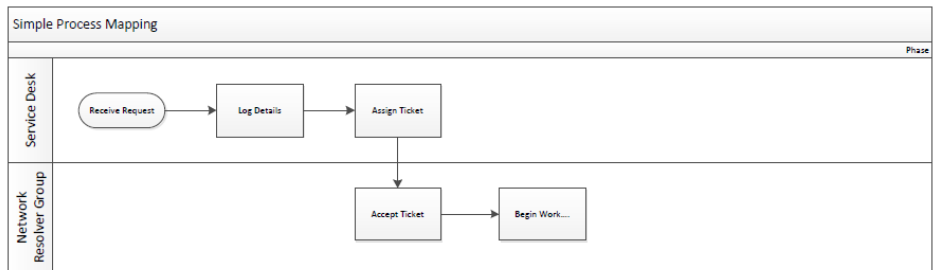 Simple Process Mapping
Phase
Service Desk
Receive Request
Log Details
Assign Ticket
Network
Resolver Group
Accept Ticket
Begin Work....